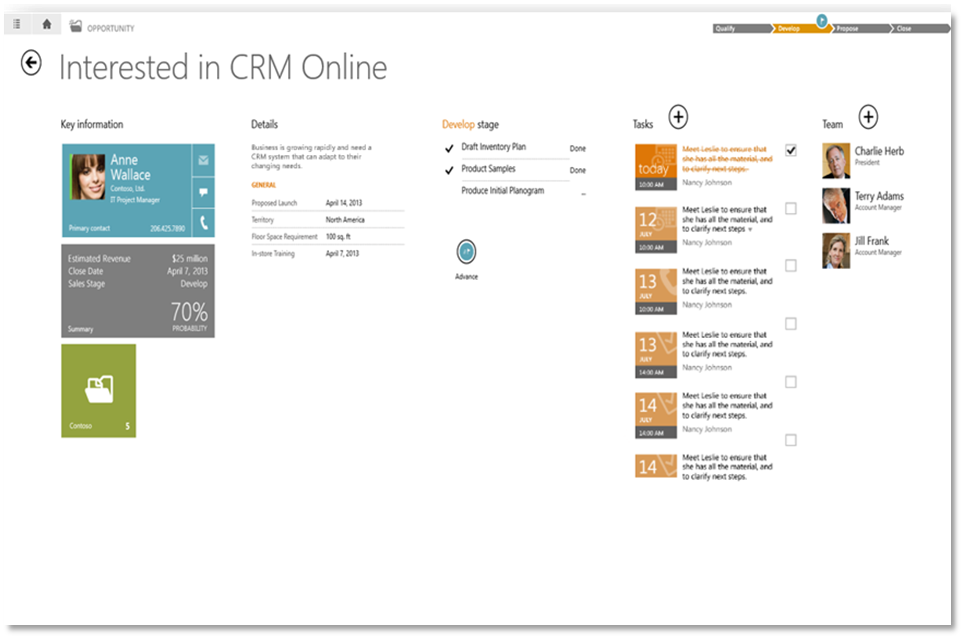 OPPORTUNITY
Qualify
Develop
Propose
Close
Interested in CRM Online
Key information
Anne
Wallace
Contoso, Ltd.
IT Project Manager
Primary contact 206.425.7890
Estimated Revenue $25 million
Close Date April 7, 2013
Sales Stage Develop
70%
Summary PROBABILITY
Contoso 5
Details
Business is growing rapidly and need a
CRM system that can adapt to their
changing needs.
GENERAL
Proposed Launch April 14, 2013
Territory North America
Floor Space Requirement 100 sq. ft
In-store Training April 7, 2013
Develop stage
Draft Inventory Plan Done
Product Samples Done
Produce Initial Planogram ...
Advance
Tasks
today
10:00 AM
Meet Leslie to ensure that
she has all the material, and
to clarify next steps.
Nancy Johnson
12
JULY
10:00 AM
Meet Leslie to ensure that
she has all the material, and
to clarify next steps
Nancy Johnson
13
JULY
10:00 AM
Meet Leslie to ensure that
she has all the material, and
to clarify next steps.
Nancy Johnson
13
JULY
14:00 AM
Meet Leslie to ensure that
she has all the material, and
to clarify next steps.
Nancy Johnson
14
JULY
14:00 AM
Meet Leslie to ensure that
she has all the material, and
to clarify next steps.
Nancy Johnson
14
Meet Leslie to ensure that
she has all the material, and
to clarify next steps.
Team
Charlie Herb
President
Terry Adams
Account Manager
Jill Frank
Account Manager